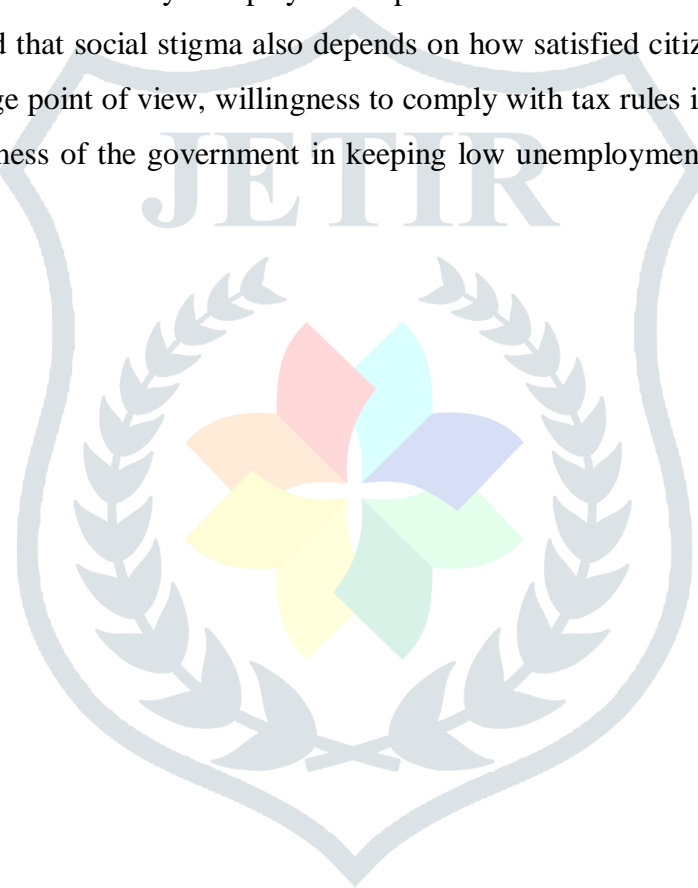 d that social stigma also depends on how satisfied citiz
ge point of view, willingness to comply with tax rules i
ness of the government in keeping low unemploymen
JETIR